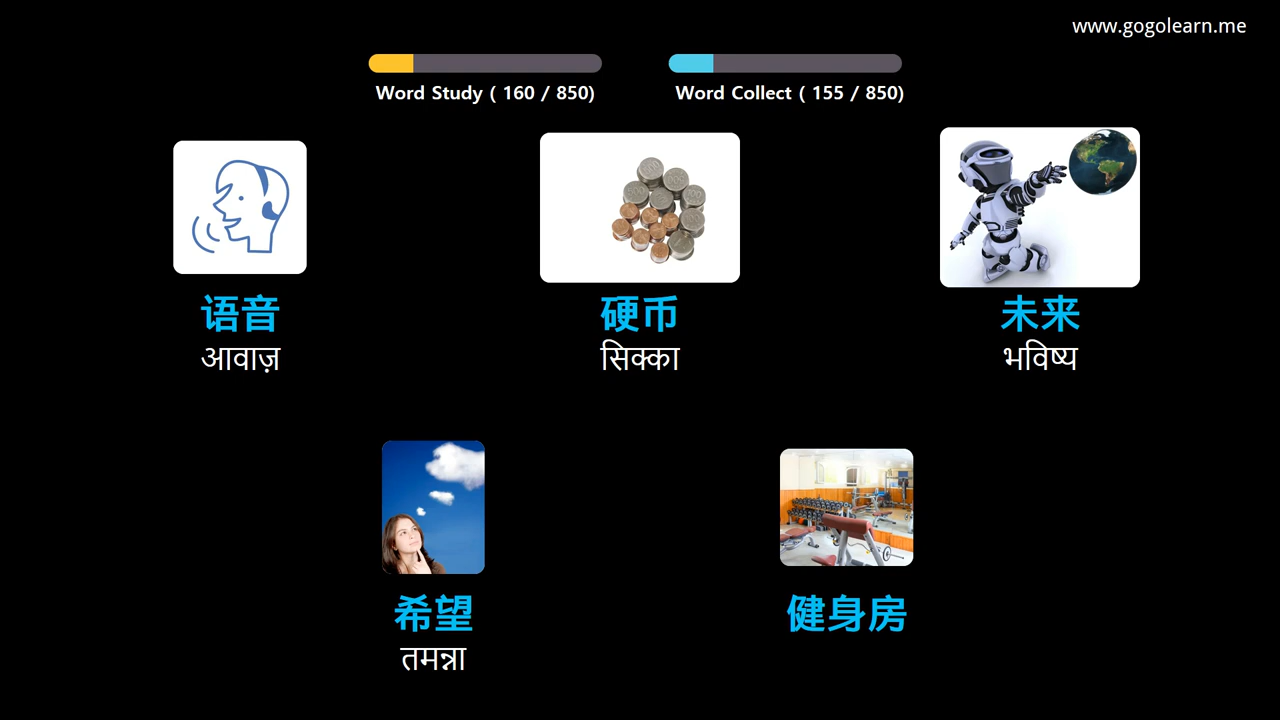 www.gogolearn.me
Word Study ( 160 / 850)
Word Collect ( 155 / 850)
语音
आवाज़
硬币
सिक्का
未来
भविष्य
希望
तमन्ना
健身房